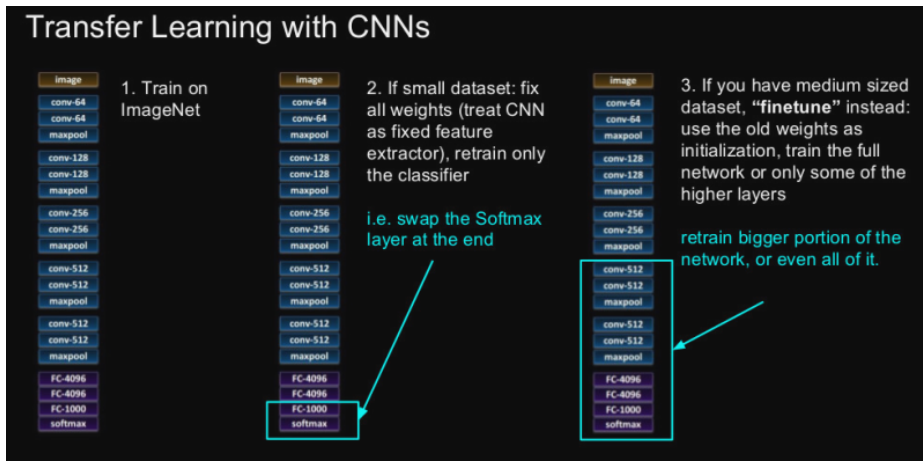 Transfer Learning with CNNs
image
conv-64
conv-64
maxpool
conv-128
conv-128
maxpool
conv-256
conv-256
maxpool
conv-512
conv-512
maxpool
conv-512
conv-512
maxpool
FC-4096
FC-4096
FC-1000
softmax
1. Train on
ImageNet
image
conv-64
conv-64
maxpool
conv-128
conv-128
maxpool
conv-256
conv-256
maxpool
conv-512
conv-512
maxpool
conv-512
conv-512
maxpool
FC-4096
FC-4096
FC-1000
softmax
2. If small dataset: fix
all weights (treat CNN
as fixed feature
extractor), retrain only
the classifier
i.e. swap the Softmax
layer at the end
image
conv-64
conv-64
maxpool
conv-128
conv-128
maxpool
conv-256
conv-256
maxpool
conv-512
conv-512
maxpool
conv-512
conv-512
maxpool
FC-4096
FC-4096
FC-1000
softmax
3. If you have medium sized
dataset, “finetune” instead:
use the old weights as
initialization, train the full
network or only some of the
higher layers
retrain bigger portion of the
network, or even all of it.